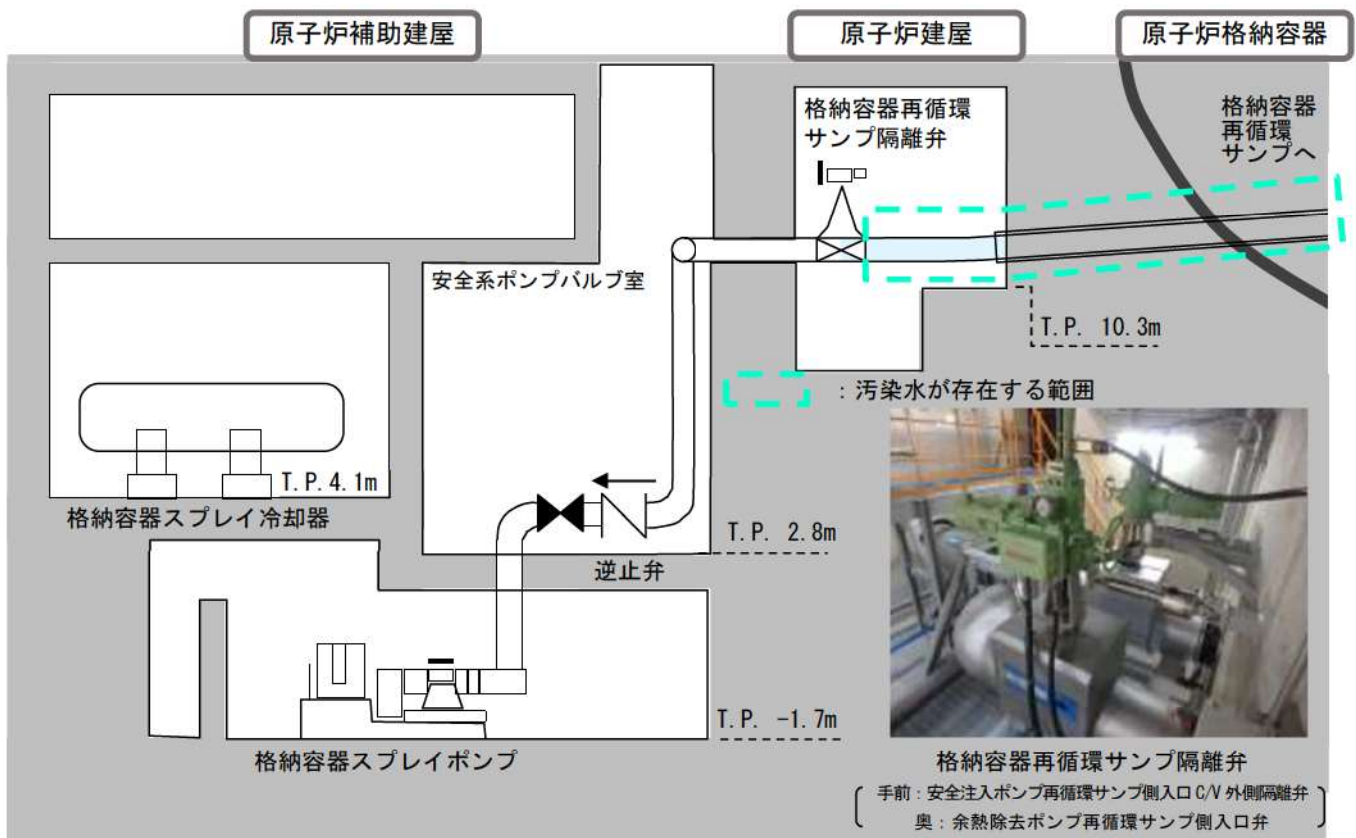 原子炉補助建屋
原子炉建屋
原子炉格納容器
格納容器再循環
サンプ隔離弁
格納容器
再循環
サンプへ
安全系ポンプバルブ室
T.P. 10.3m
：汚染水が存在する範囲
T.P.4.1m
格納容器スプレイ冷却器
T.P. 2.8m
逆止弁
T.P. -1.7m
格納容器スプレイポンプ
格納容器再循環サンプ隔離弁
手前：安全注入ポンプ再循環サンプ側入口C/V外側隔離弁
奥：余熱除去ポンプ再循環サンプ側入口弁